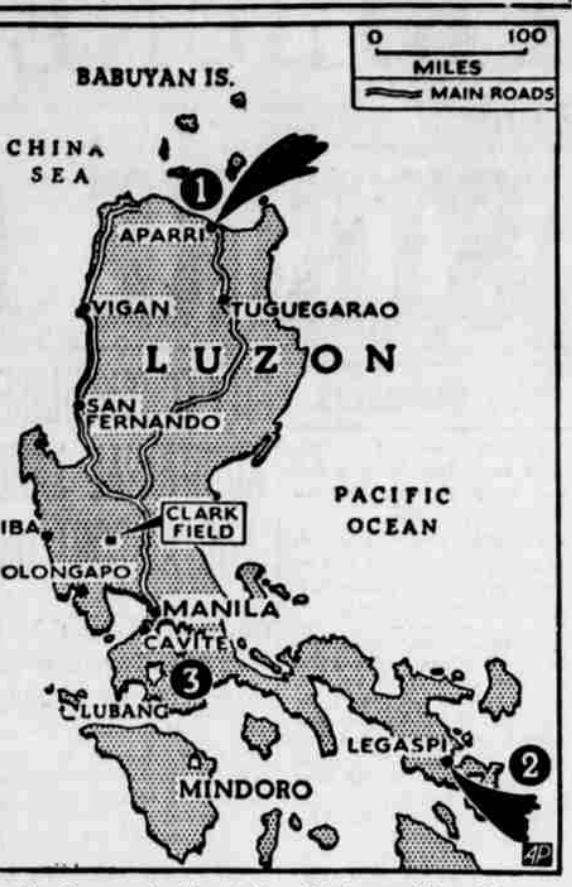 0 100
MILES
MAIN ROADS
BABUYAN IS.
CHINA
SEA
1
APARRI
VIGAN
TUGUEGARAO
LUZON
SAN
FERNANDO
PACIFIC
OCEAN
CLARK
FIELD
IBA
OLONGAPO
MANILA
CAVITE
3
LUBANG
LEGASPI
2
MINDORO
AP